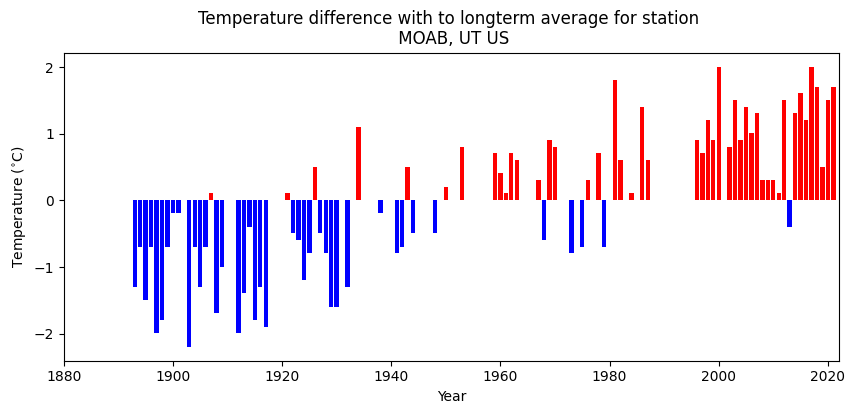 Temperature difference with to longterm average for station
MOAB, UT US
Temperature (°C)
2
1
0
−1
−2
1880 1900 1920 1940 1960 1980 2000 2020
Year